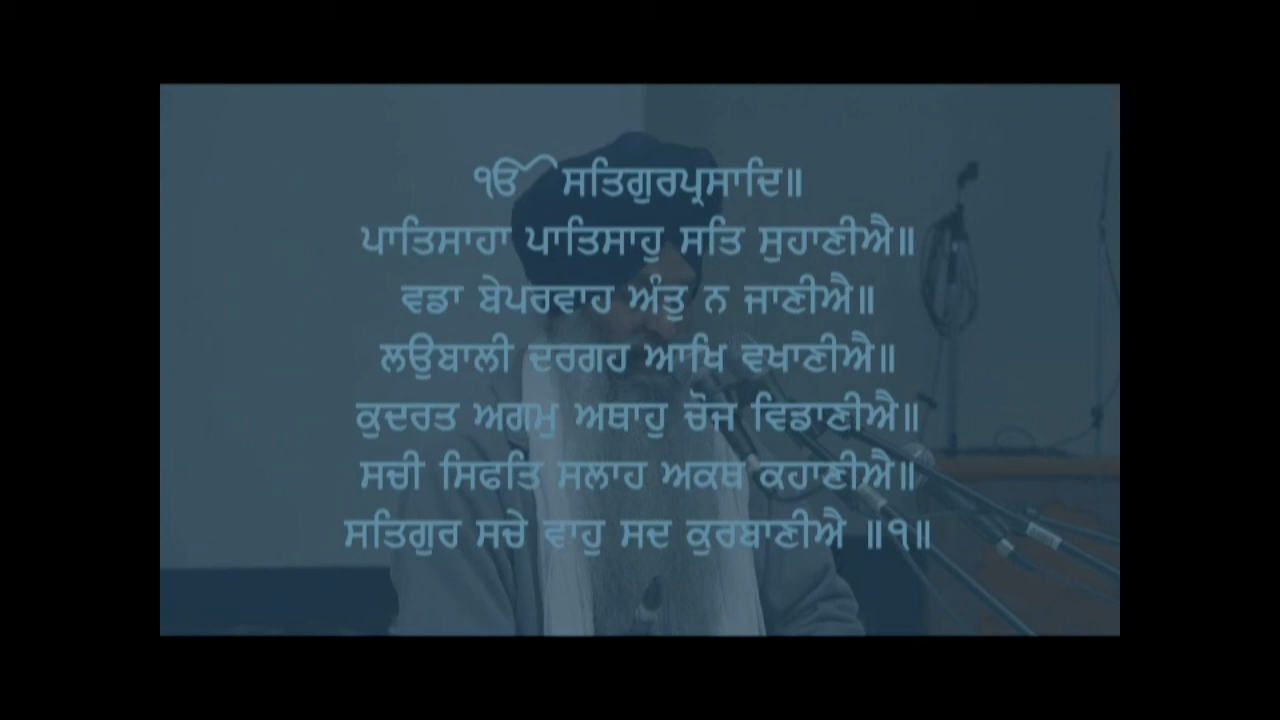 ੴ ਸਤਿਗੁਰਪ੍ਰਸਾਦਿ॥
ਪਾਤਿਸਾਹਾ ਪਾਤਿਸਾਹੁ ਸਤਿ ਸੁਹਾਣੀਐ॥
ਵਡਾ ਬੇਪਰਵਾਹ ਅੰਤੁ ਨ ਜਾਣੀਐ॥
ਲਉਬਾਲੀ ਦਰਗਹ ਆਖਿ ਵਖਾਣੀਐ॥
ਕੁਦਰਤ ਅਗਮੁ ਅਥਾਹੁ ਚੋਜ ਵਿਡਾਣੀਐ॥
ਸਚੀ ਸਿਫਤਿ ਸਲਾਹ ਅਕਥ ਕਹਾਣੀਐ॥
ਸਤਿਗੁਰ ਸਚੇ ਵਾਹੁ ਸਦ ਕੁਰਬਾਣੀਐ ॥੧॥